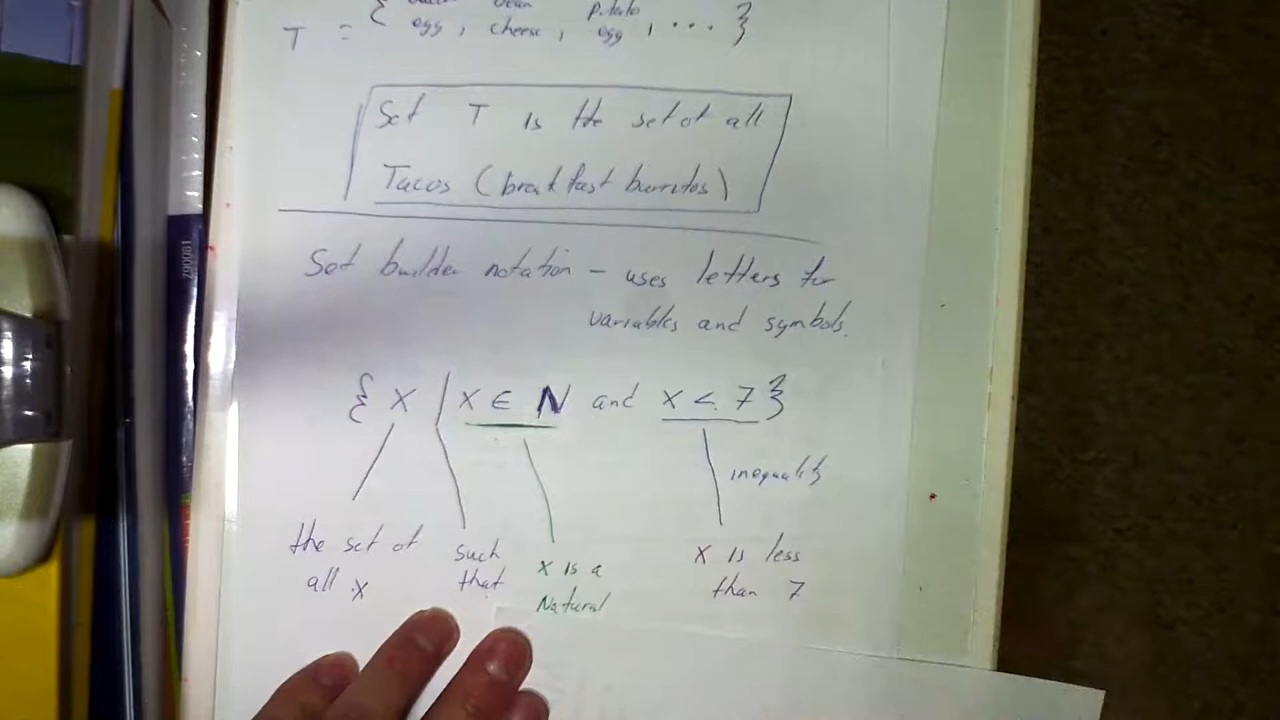 potato
T = { egg, cheese, egg, ... }
Set T is the set of all
Tacos (breakfast burritos)
Set builder notation – uses letters for
variables and symbols.
{ x | x ∈ N and x < 7 }
inequality
the set of
all x
such
that
x is a
Natural
x is less
than 7